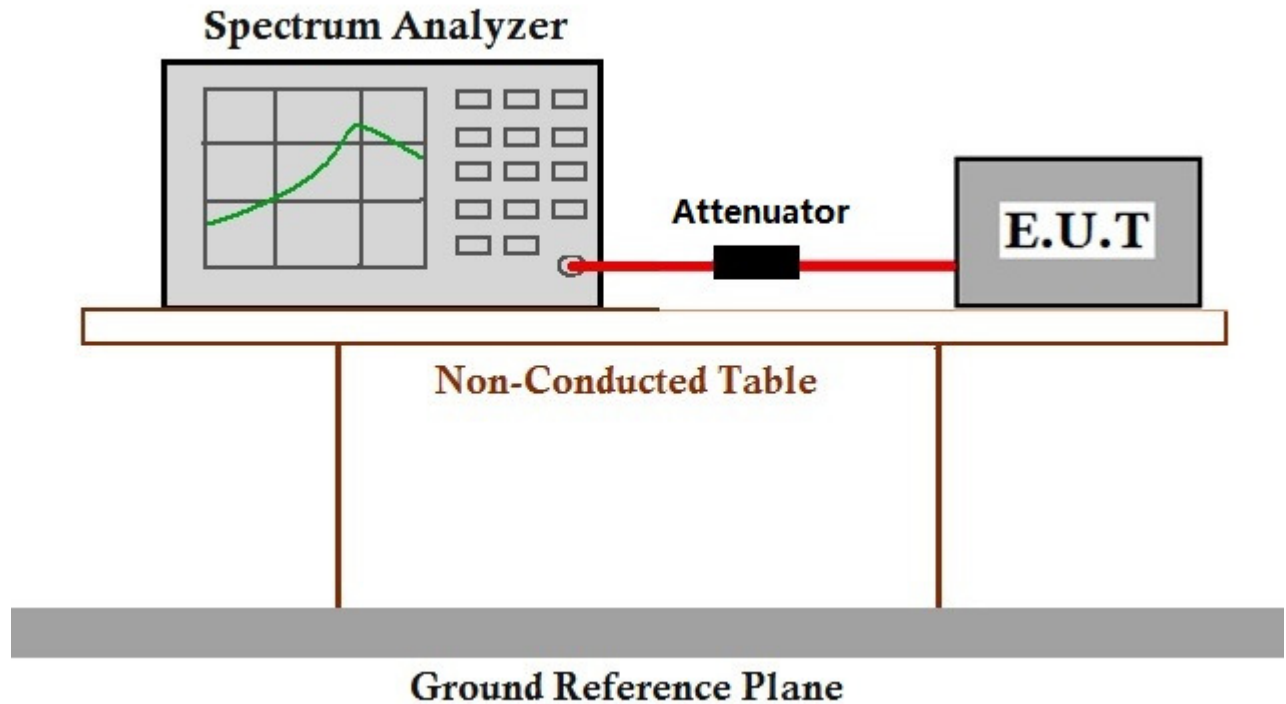 Spectrum Analyzer
Attenuator
E.U.T
Non-Conducted Table
Ground Reference Plane